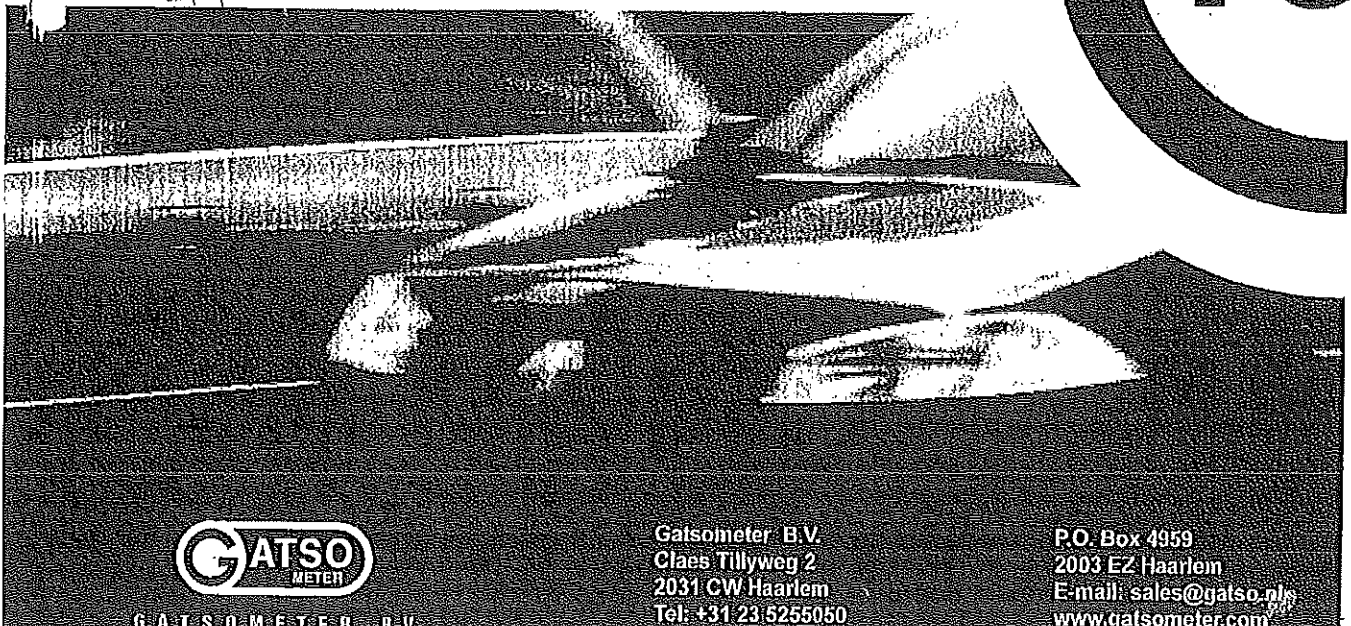 GATSO
METER
GATSOMETER BV
Gatsometer B.V.
Claes Tillyweg 2
2031 CW Haarlem
Tel: +31 23 5255050
P.O. Box 4959
2003 EZ Haarlem
E-mail: sales@gatso.nl
www.gatsometer.com